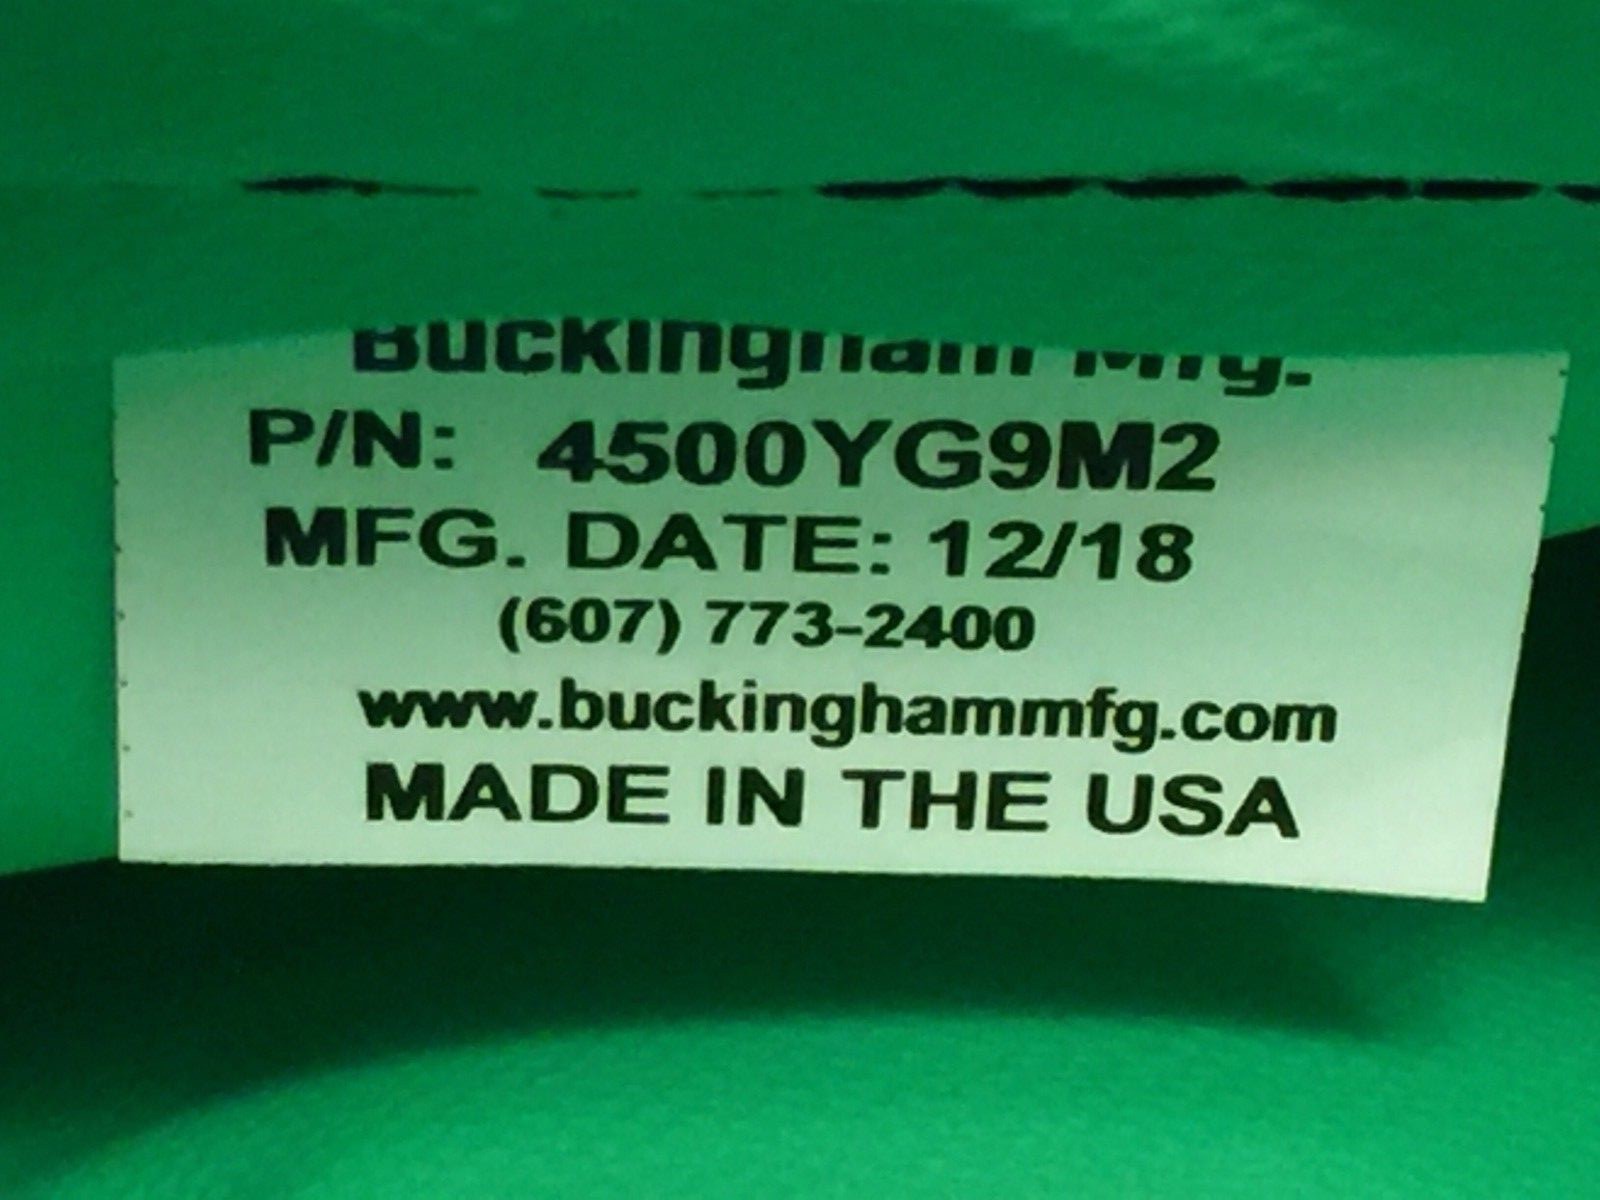 Buckingham Mfg.
P/N: 4500YG9M2
MFG. DATE: 12/18
(607) 773-2400
www.buckinghammfg.com
MADE IN THE USA